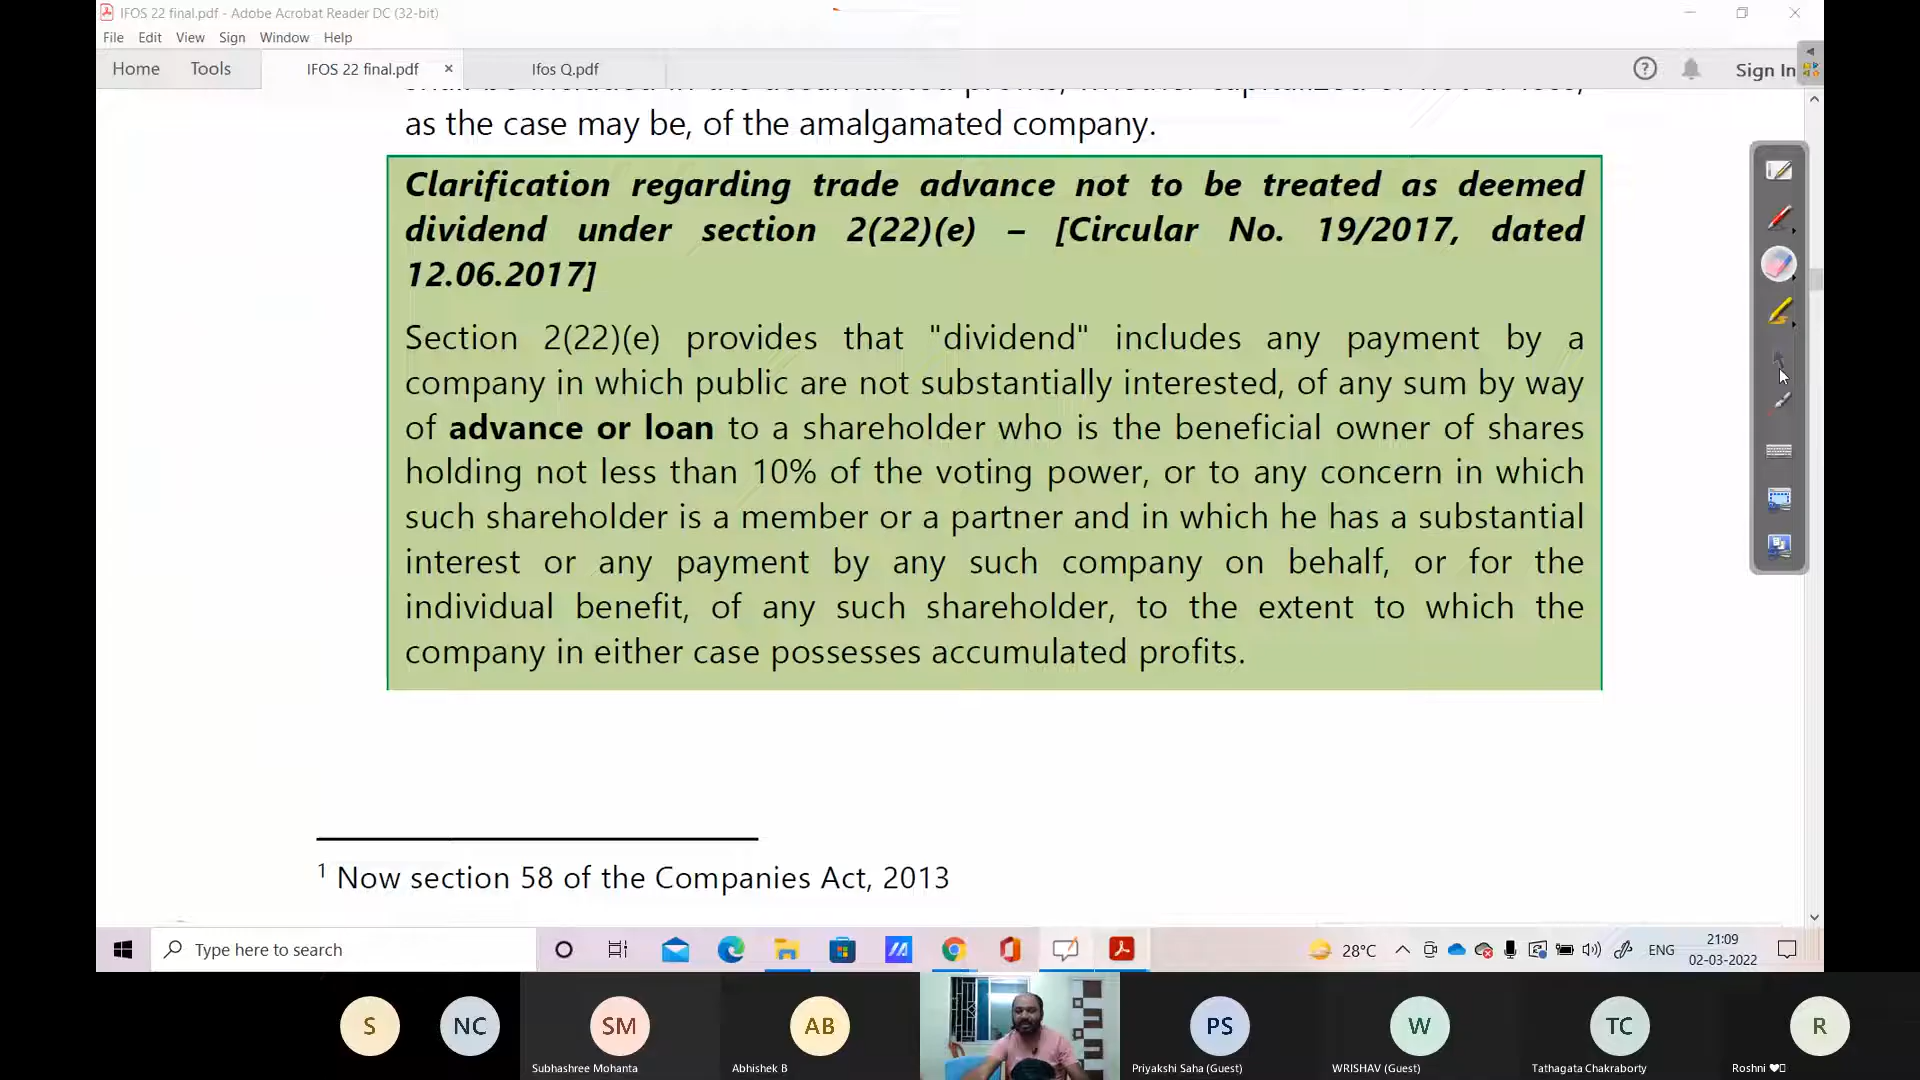 IFOS 22 final.pdf - Adobe Acrobat Reader DC (32-bit)
File Edit View Sign Window Help
Home Tools IFOS 22 final.pdf × Ifos Q.pdf Sign In
as the case may be, of the amalgamated company.
Clarification regarding trade advance not to be treated as deemed
dividend under section 2(22)(e) – [Circular No. 19/2017, dated
12.06.2017]
Section 2(22)(e) provides that "dividend" includes any payment by a
company in which public are not substantially interested, of any sum by way
of advance or loan to a shareholder who is the beneficial owner of shares
holding not less than 10% of the voting power, or to any concern in which
such shareholder is a member or a partner and in which he has a substantial
interest or any payment by any such company on behalf, or for the
individual benefit, of any such shareholder, to the extent to which the
company in either case possesses accumulated profits.
1 Now section 58 of the Companies Act, 2013
Type here to search
28°C
ENG
21:09
02-03-2022
S NC SM AB PS W TC R
Subhashree Mohanta Abhishek B Priyakshi Saha (Guest) WRISHAV (Guest) Tathagata Chakraborty Roshni